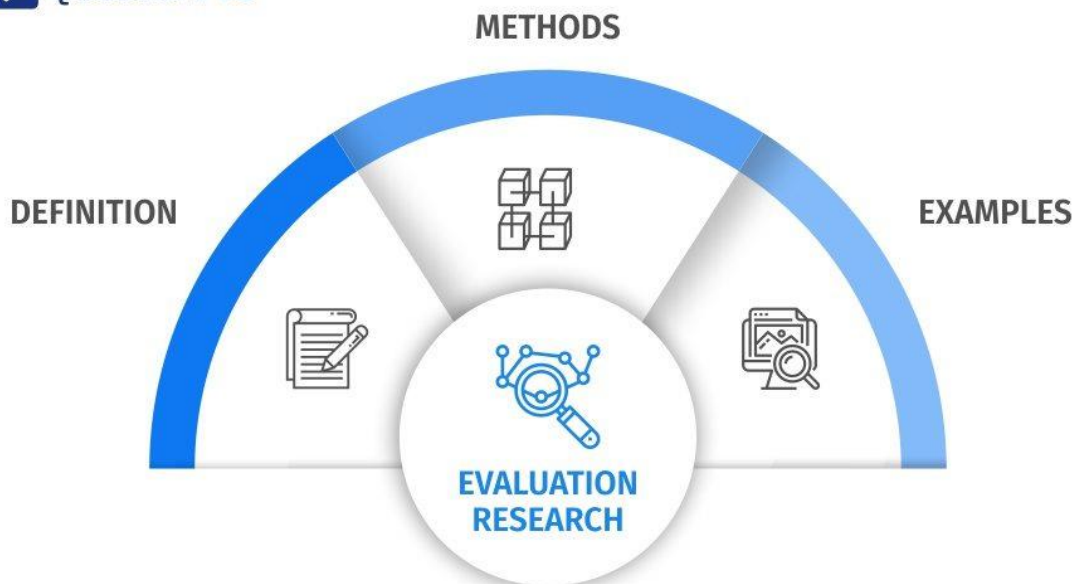 METHODS
DEFINITION
EXAMPLES
EVALUATION
RESEARCH